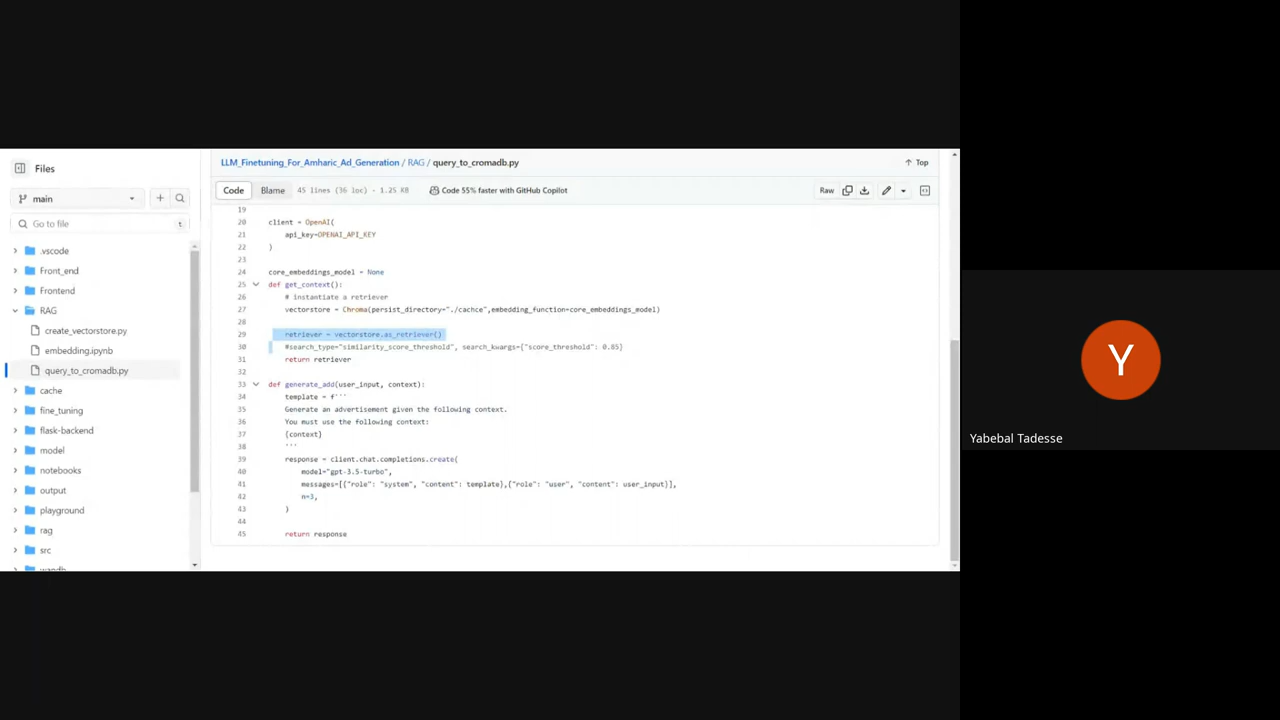 Files
main
Go to file
t
.vscode
Front_end
Frontend
RAG
create_vectorstore.py
embedding.ipynb
query_to_cromadb.py
cache
fine_tuning
flask-backend
model
notebooks
output
playground
rag
src
wandb
LLM_Finetuning_For_Amharic_Ad_Generation / RAG / query_to_cromadb.py
Top
Code Blame 45 lines (36 loc) · 1.25 KB Code 55% faster with GitHub Copilot
Raw
19
20 client = OpenAI(
21 api_key=OPENAI_API_KEY
22 )
23
24 core_embeddings_model = None
25 def get_context():
26 # instantiate a retriever
27 vectorstore = Chroma(persist_directory="./cachce",embedding_function=core_embeddings_model)
28
29 retriever = vectorstore.as_retriever()
30 #search_type="similarity_score_threshold", search_kwargs={"score_threshold": 0.85}
31 return retriever
32
33 def generate_add(user_input, context):
34 template = f'''
35 Generate an advertisement given the following context.
36 You must use the following context:
37 {context}
38 '''
39 response = client.chat.completions.create(
40 model="gpt-3.5-turbo",
41 messages=[{"role": "system", "content": template},{"role": "user", "content": user_input}],
42 n=3,
43 )
44
45 return response
Y
Yabebal Tadesse